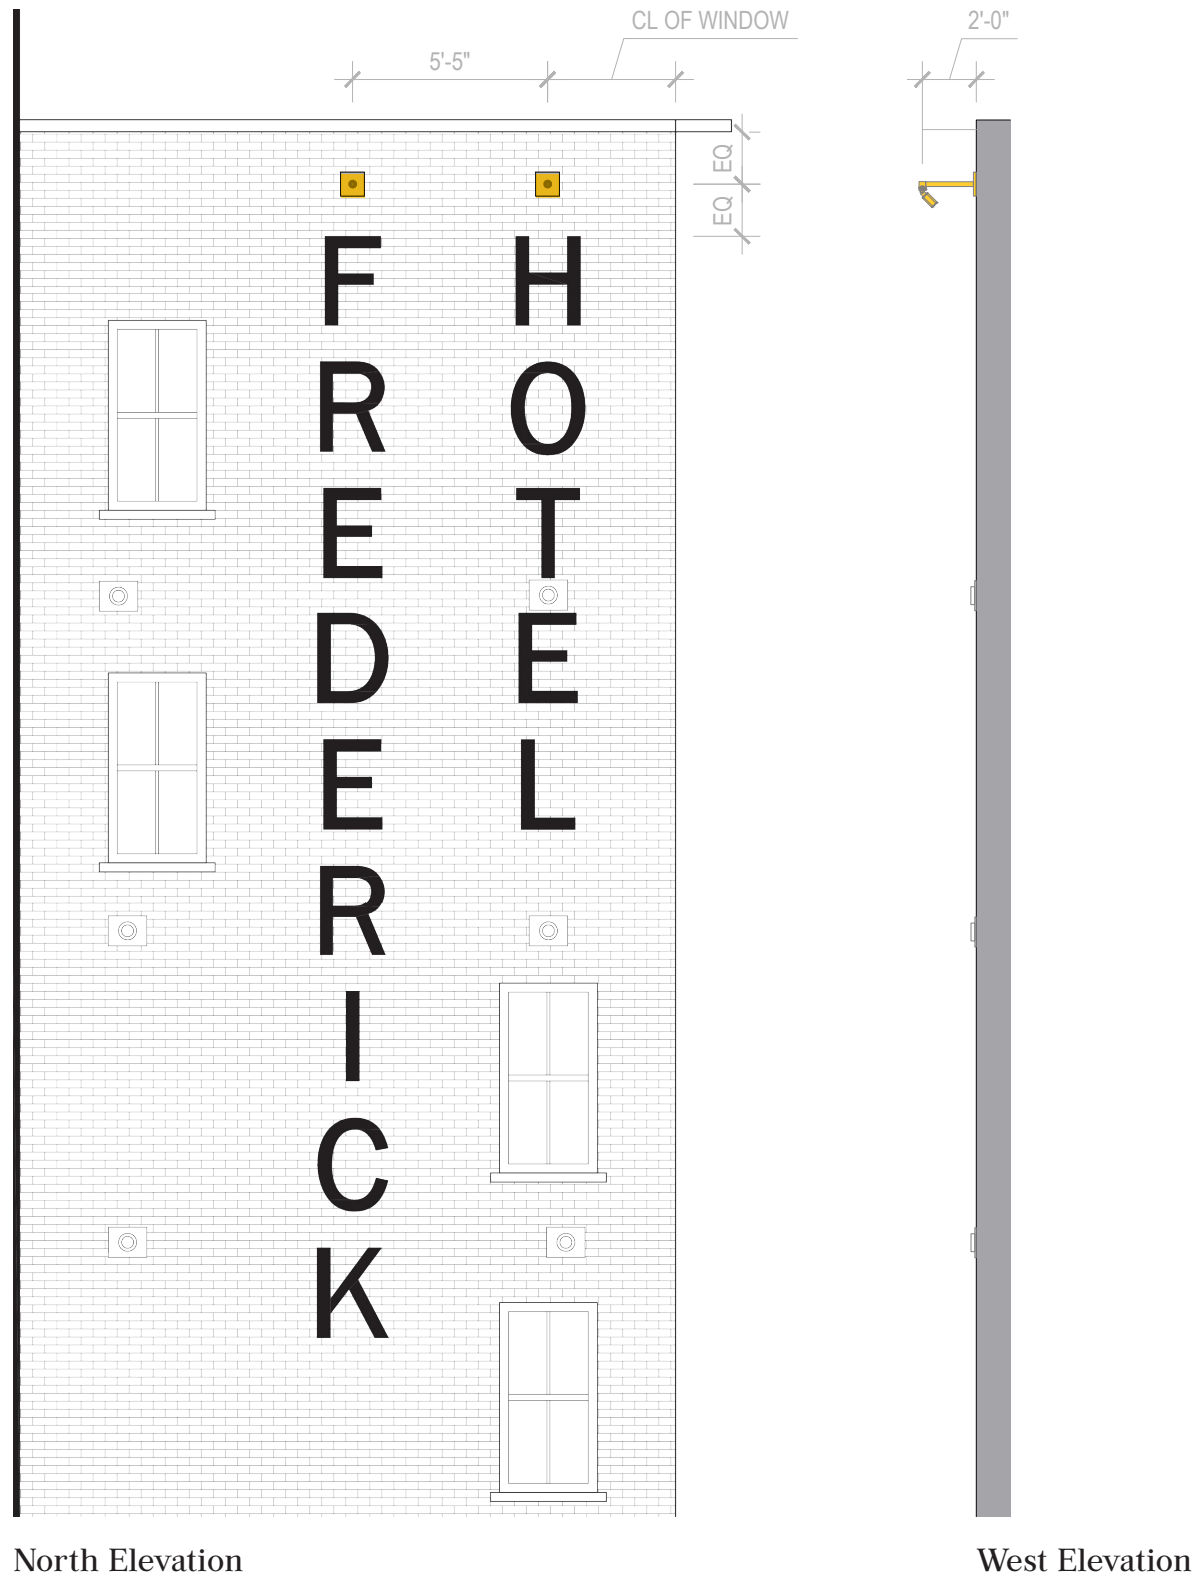 CL OF WINDOW
2'-0"
5'-5"
EQ
EQ
HOTEL
FREDERICK
North Elevation
West Elevation